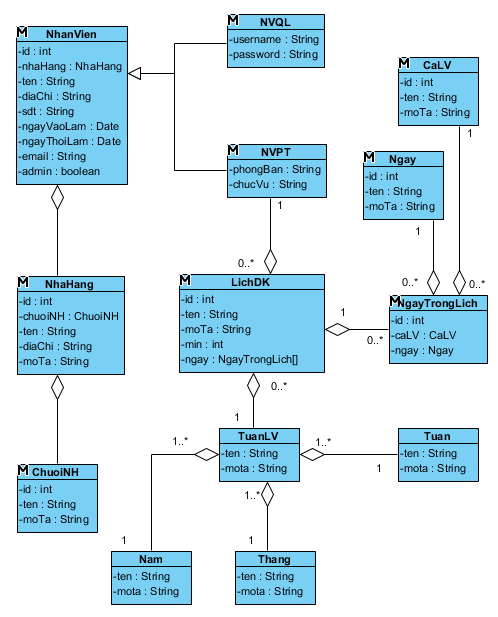 NhanVien
-id : int
-nhaHang : NhaHang
-ten : String
-diaChi : String
-sdt : String
-ngayVaoLam : Date
-ngayThoiLam : Date
-email : String
-admin : boolean
NVQL
-username : String
-password : String
CaLV
-id : int
-ten : String
-moTa : String
1
NVPT
-phongBan : String
-chucVu : String
1
0..*
Ngay
-id : int
-ten : String
-moTa : String
1
0..*
0..*
NhaHang
-id : int
-chuoiNH : ChuoiNH
-ten : String
-diaChi : String
-moTa : String
LichDK
-id : int
-ten : String
-moTa : String
-min : int
-ngay : NgayTrongLich[]
1
0..*
NgayTrongLich
-id : int
-caLV : CaLV
-ngay : Ngay
0..*
1
ChuoiNH
-id : int
-ten : String
-moTa : String
TuanLV
-ten : String
-mota : String
1..*
1..*
1..*
Tuan
-ten : String
-mota : String
1
1
Nam
-ten : String
-mota : String
1
Thang
-ten : String
-mota : String